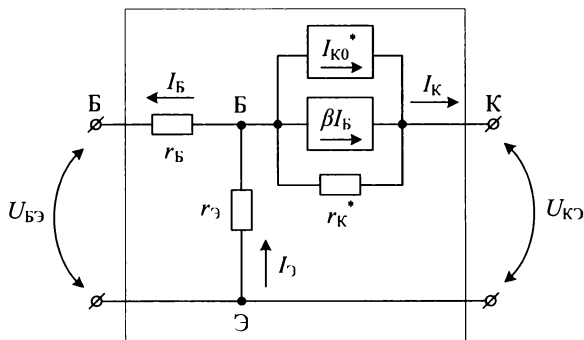 I_К0*
I_Б
I_К
Б
Б
К
βI_Б
r_Б
r_К*
U_БЭ
r_Э
U_КЭ
I_Э
Э